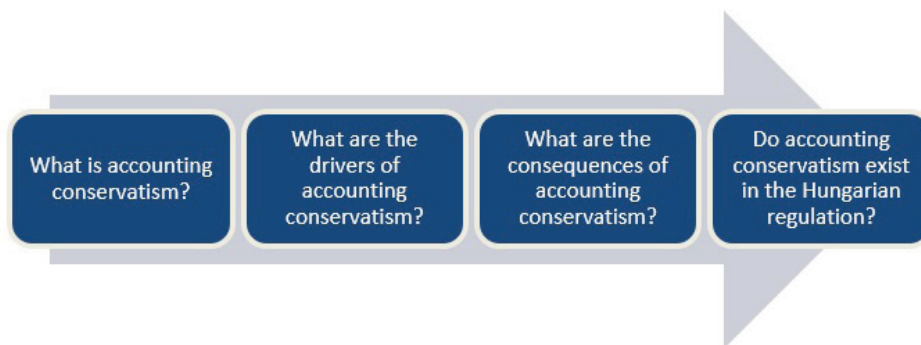 What is accounting
conservatism?
What are the
drivers of
accounting
conservatism?
What are the
consequences of
accounting
conservatism?
Do accounting
conservatism exist
in the Hungarian
regulation?